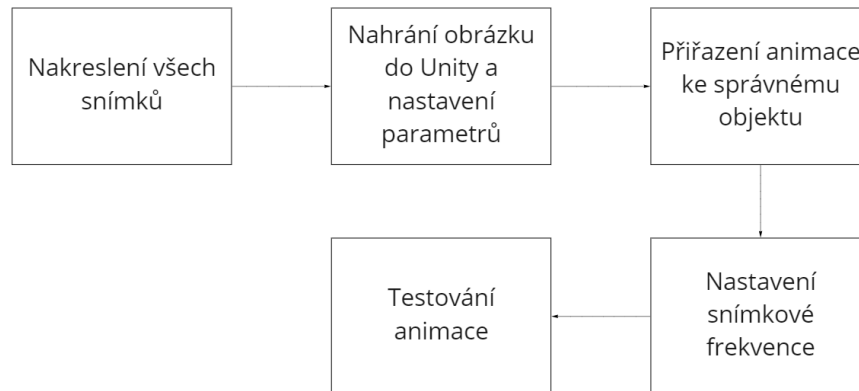 Nakreslení všech
snímků
Nahrání obrázku
do Unity a
nastavení
parametrů
Přiřazení animace
ke správnému
objektu
Nastavení
snímkové
frekvence
Testování
animace